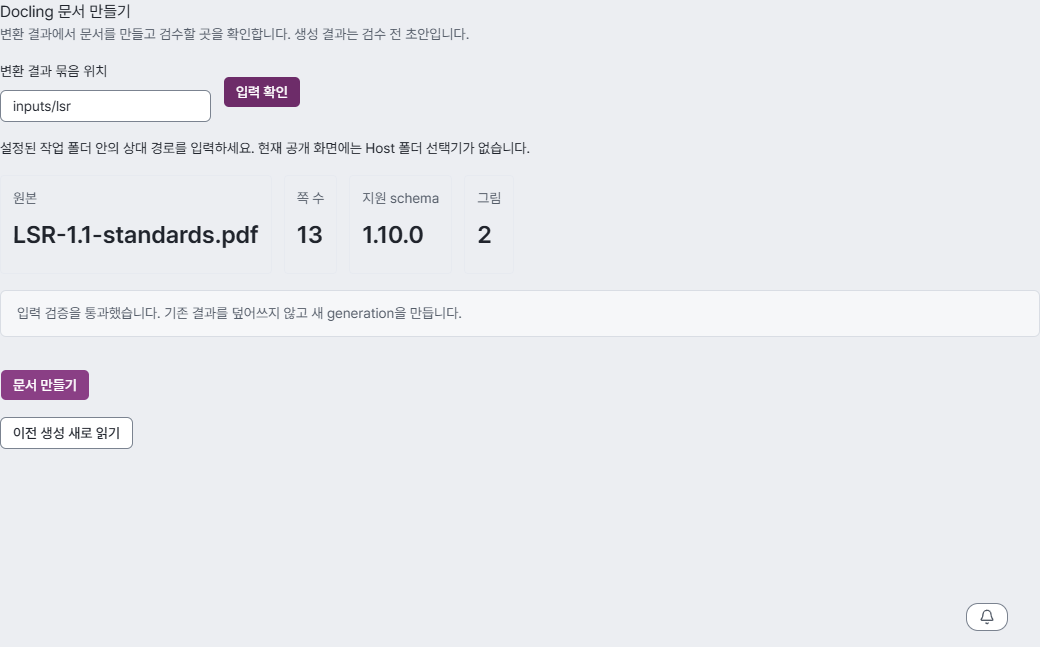 Docling 문서 만들기
변환 결과에서 문서를 만들고 검수할 곳을 확인합니다. 생성 결과는 검수 전 초안입니다.
변환 결과 묶음 위치
inputs/lsr
입력 확인
설정된 작업 폴더 안의 상대 경로를 입력하세요. 현재 공개 화면에는 Host 폴더 선택기가 없습니다.
원본
LSR-1.1-standards.pdf
쪽 수
13
지원 schema
1.10.0
그림
2
입력 검증을 통과했습니다. 기존 결과를 덮어쓰지 않고 새 generation을 만듭니다.
문서 만들기
이전 생성 새로 읽기